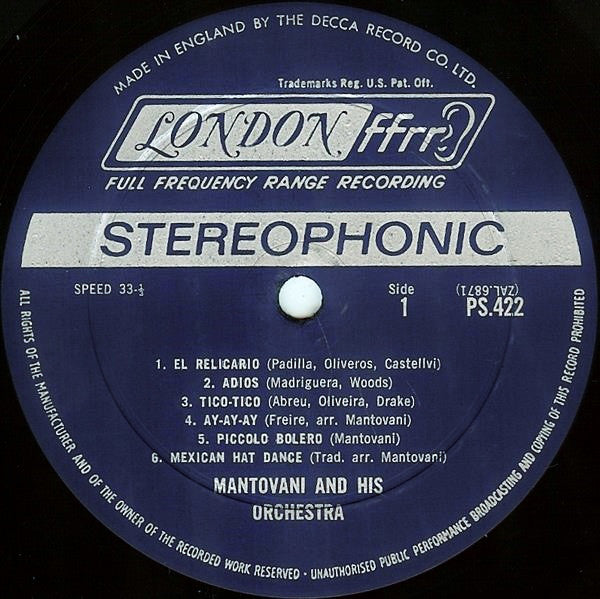 MADE IN ENGLAND BY THE DECCA RECORD CO. LTD.
Trademarks Reg. U.S. Pat. Off.
LONDON ffrr
FULL FREQUENCY RANGE RECORDING
STEREOPHONIC
SPEED 33-⅓
Side
1
(ZAL.6871)
PS.422
1. EL RELICARIO (Padilla, Oliveros, Castellvi)
2. ADIOS (Madriguera, Woods)
3. TICO-TICO (Abreu, Oliveira, Drake)
4. AY-AY-AY (Freire, arr. Mantovani)
5. PICCOLO BOLERO (Mantovani)
6. MEXICAN HAT DANCE (Trad. arr. Mantovani)
MANTOVANI AND HIS
ORCHESTRA
ALL RIGHTS OF THE MANUFACTURER AND OF THE OWNER OF THE RECORDED WORK RESERVED · UNAUTHORISED PUBLIC PERFORMANCE BROADCASTING AND COPYING OF THIS RECORD PROHIBITED